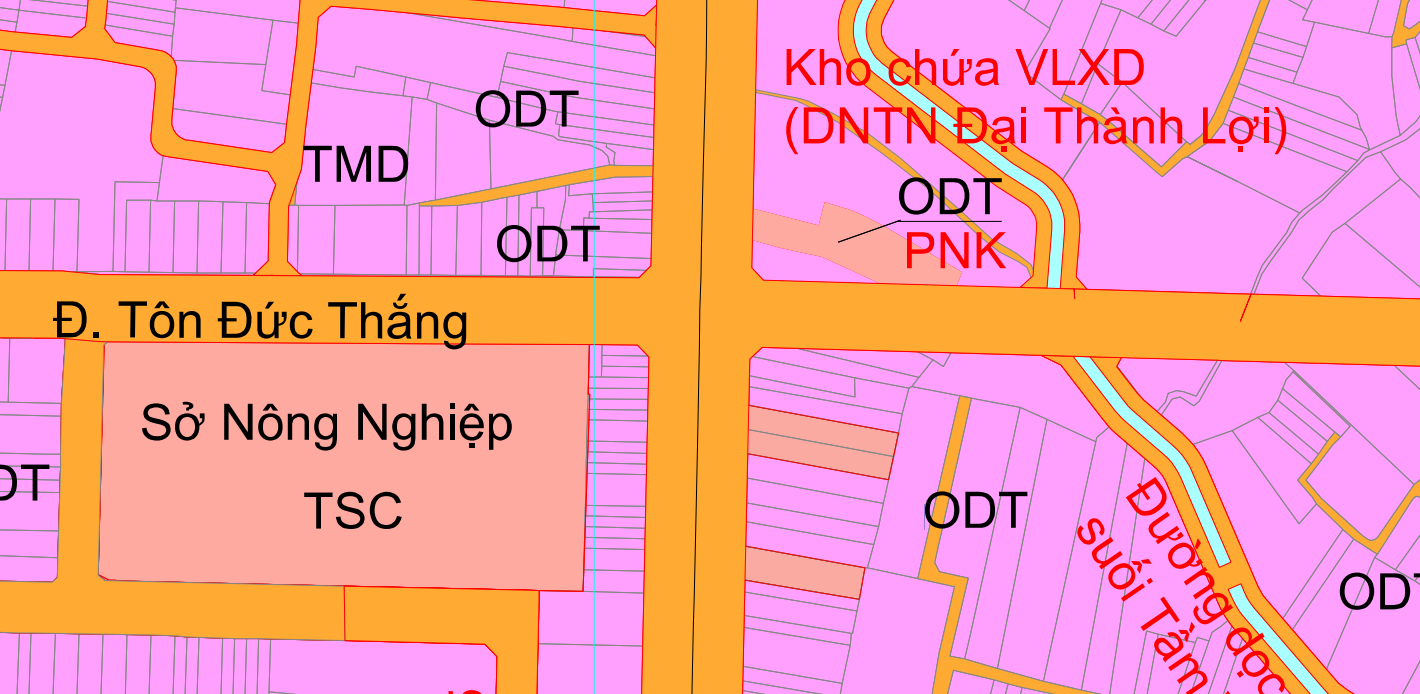 Kho chứa VLXD
(DNTN Đại Thành Lợi)
ODT
TMD
ODT
PNK
ODT
Đ. Tôn Đức Thắng
Sở Nông Nghiệp
TSC
ODT
Đường dọc
suối Tầm